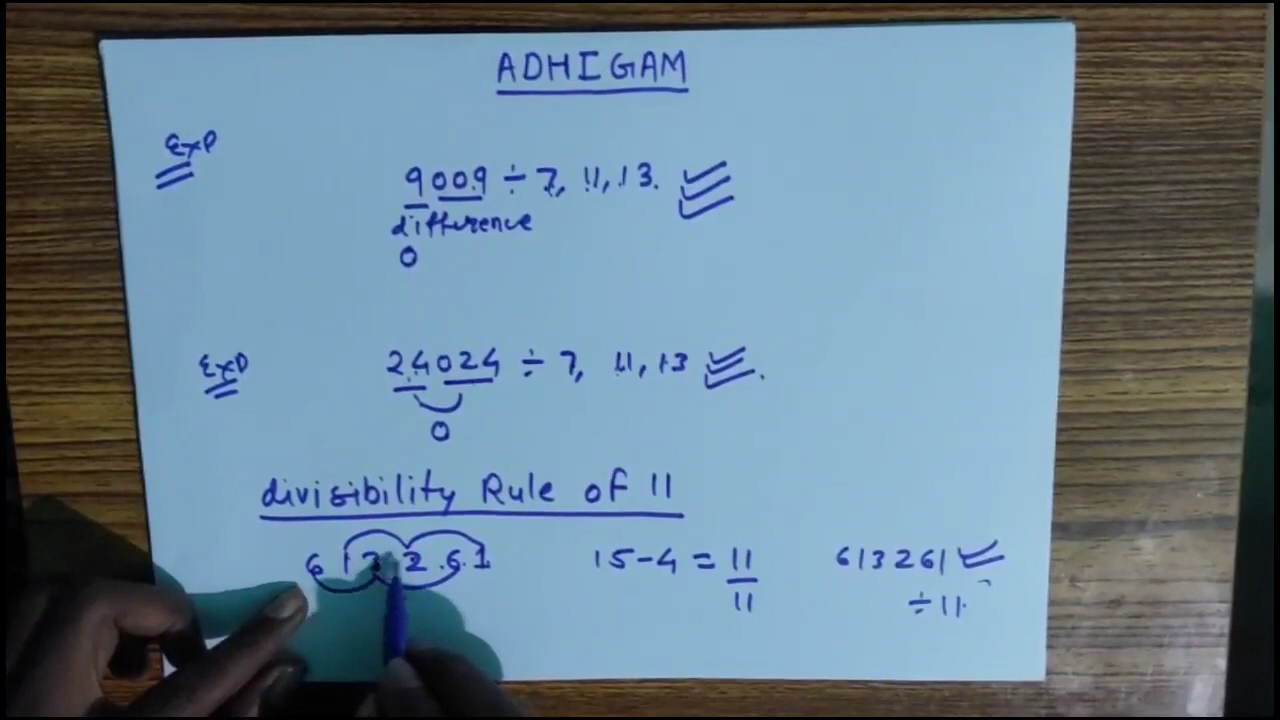 ADHIGAM
Exp
9009 ÷ 7, 11, 13.
difference
0
Exp
24024 ÷ 7, 11, 13
0
divisibility Rule of 11
613261
15-4 = 11
11
613261
÷11